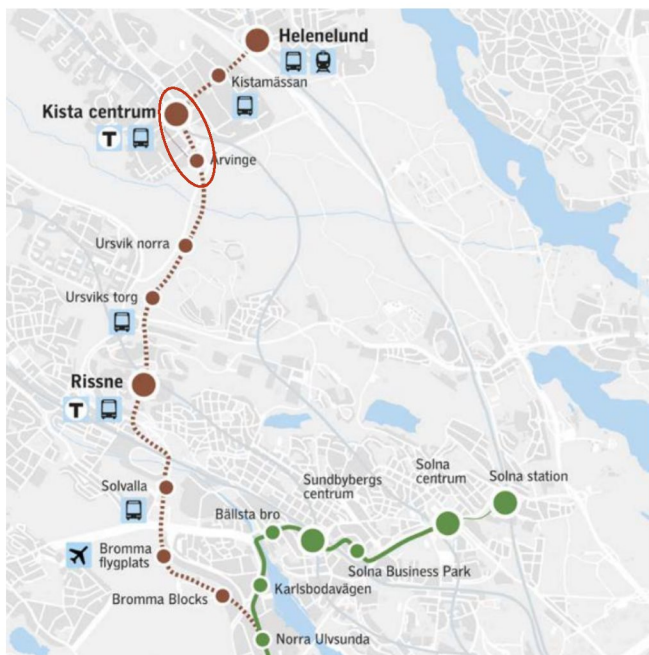 Helenelund
Kistamässan
Kista centrum
T
Arvinge
Ursvik norra
Ursviks torg
Rissne
T
Solvalla
Bromma
flygplats
Bromma Blocks
Bällsta bro
Sundbybergs
centrum
Solna
centrum
Solna station
Solna Business Park
Karlsbodavägen
Norra Ulvsunda